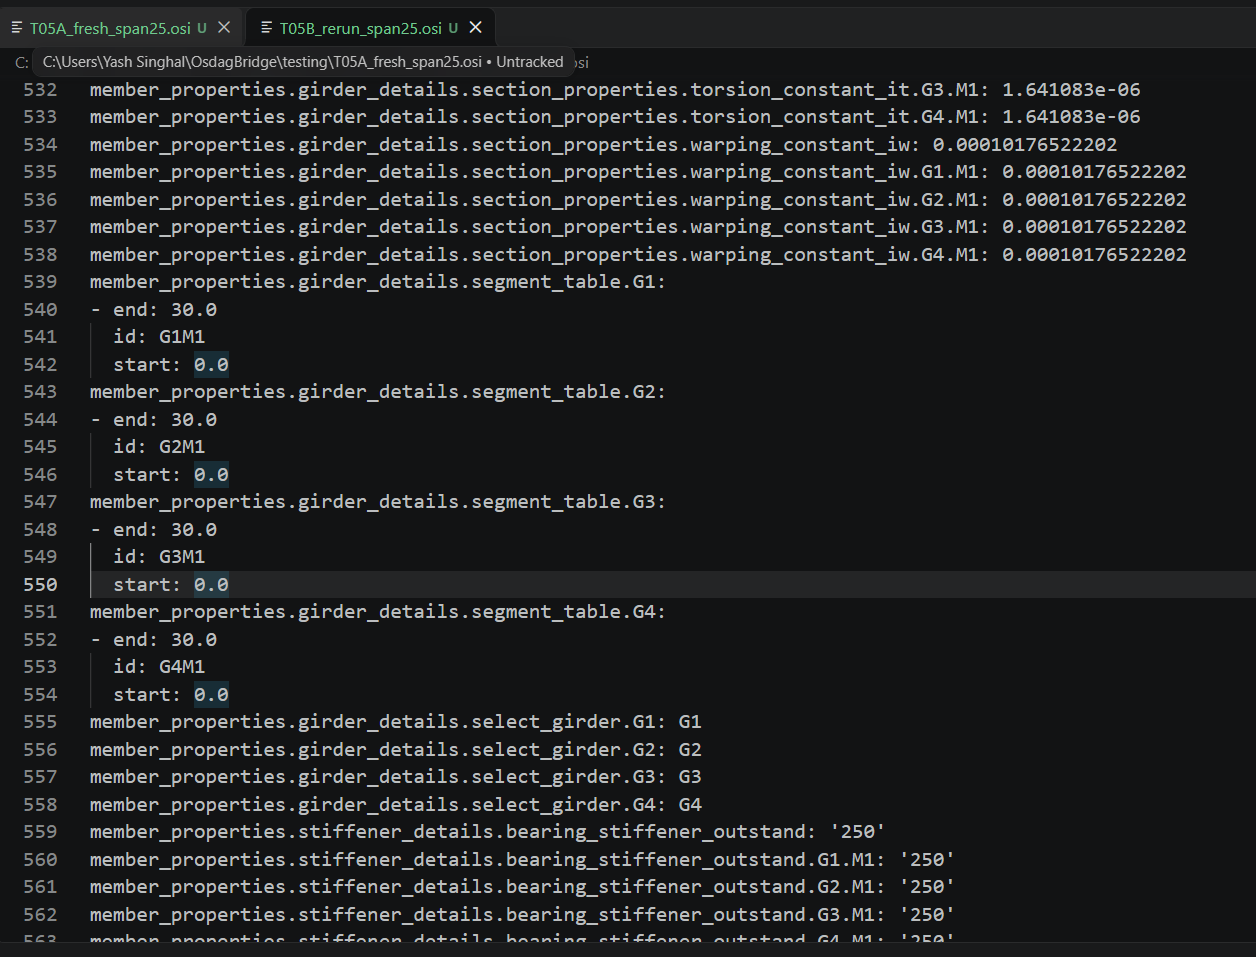 T05A_fresh_span25.osi U
T05B_rerun_span25.osi U
C: C:\Users\Yash Singhal\OsdagBridge\testing\T05A_fresh_span25.osi • Untracked osi
532 member_properties.girder_details.section_properties.torsion_constant_it.G3.M1: 1.641083e-06
533 member_properties.girder_details.section_properties.torsion_constant_it.G4.M1: 1.641083e-06
534 member_properties.girder_details.section_properties.warping_constant_iw: 0.00010176522202
535 member_properties.girder_details.section_properties.warping_constant_iw.G1.M1: 0.00010176522202
536 member_properties.girder_details.section_properties.warping_constant_iw.G2.M1: 0.00010176522202
537 member_properties.girder_details.section_properties.warping_constant_iw.G3.M1: 0.00010176522202
538 member_properties.girder_details.section_properties.warping_constant_iw.G4.M1: 0.00010176522202
539 member_properties.girder_details.segment_table.G1:
540 - end: 30.0
541 id: G1M1
542 start: 0.0
543 member_properties.girder_details.segment_table.G2:
544 - end: 30.0
545 id: G2M1
546 start: 0.0
547 member_properties.girder_details.segment_table.G3:
548 - end: 30.0
549 id: G3M1
550 start: 0.0
551 member_properties.girder_details.segment_table.G4:
552 - end: 30.0
553 id: G4M1
554 start: 0.0
555 member_properties.girder_details.select_girder.G1: G1
556 member_properties.girder_details.select_girder.G2: G2
557 member_properties.girder_details.select_girder.G3: G3
558 member_properties.girder_details.select_girder.G4: G4
559 member_properties.stiffener_details.bearing_stiffener_outstand: '250'
560 member_properties.stiffener_details.bearing_stiffener_outstand.G1.M1: '250'
561 member_properties.stiffener_details.bearing_stiffener_outstand.G2.M1: '250'
562 member_properties.stiffener_details.bearing_stiffener_outstand.G3.M1: '250'
563 member_properties.stiffener_details.bearing_stiffener_outstand.G4.M1: '250'